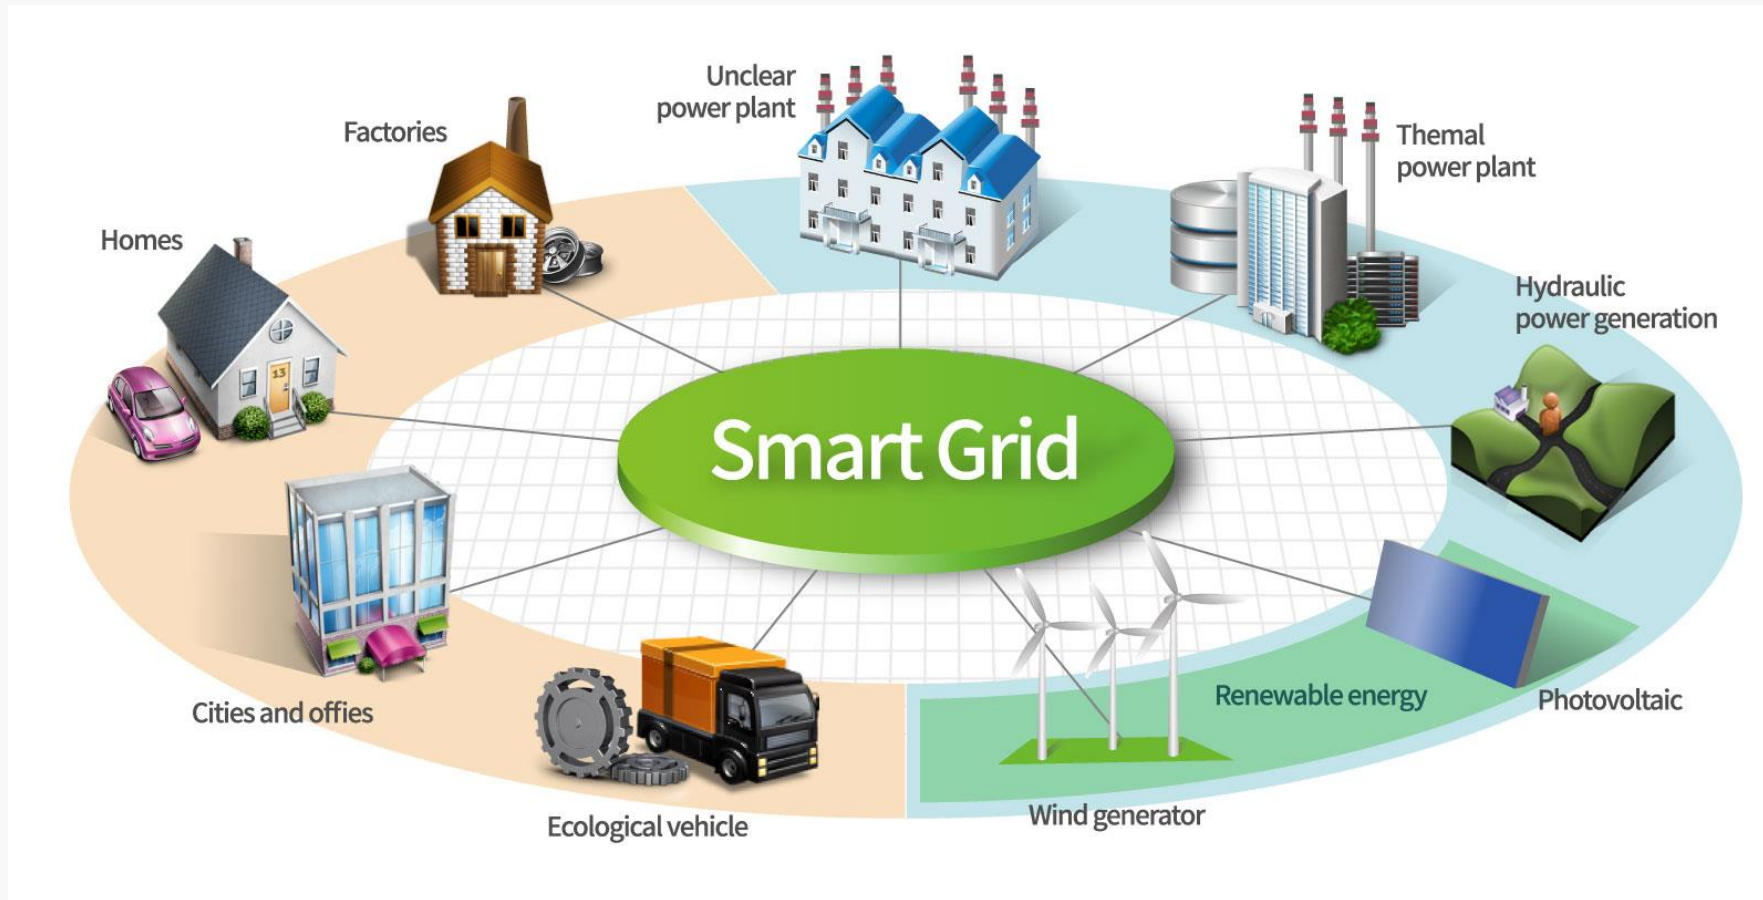 Unclear
power plant
Factories
Themal
power plant
Homes
Hydraulic
power generation
13
Smart Grid
Renewable energy
Photovoltaic
Cities and offies
Wind generator
Ecological vehicle